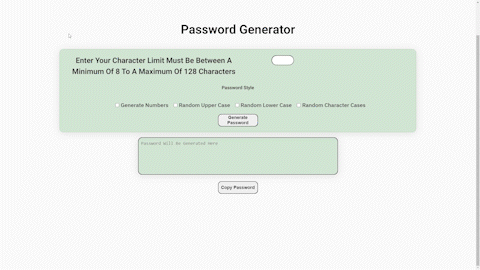 Password Generator
Enter Your Character Limit Must Be Between A
Minimum Of 8 To A Maximum Of 128 Characters
Password Style
Generate Numbers Random Upper Case Random Lower Case Random Character Cases
Generate
Password
Password Will Be Generated Here
Copy Password